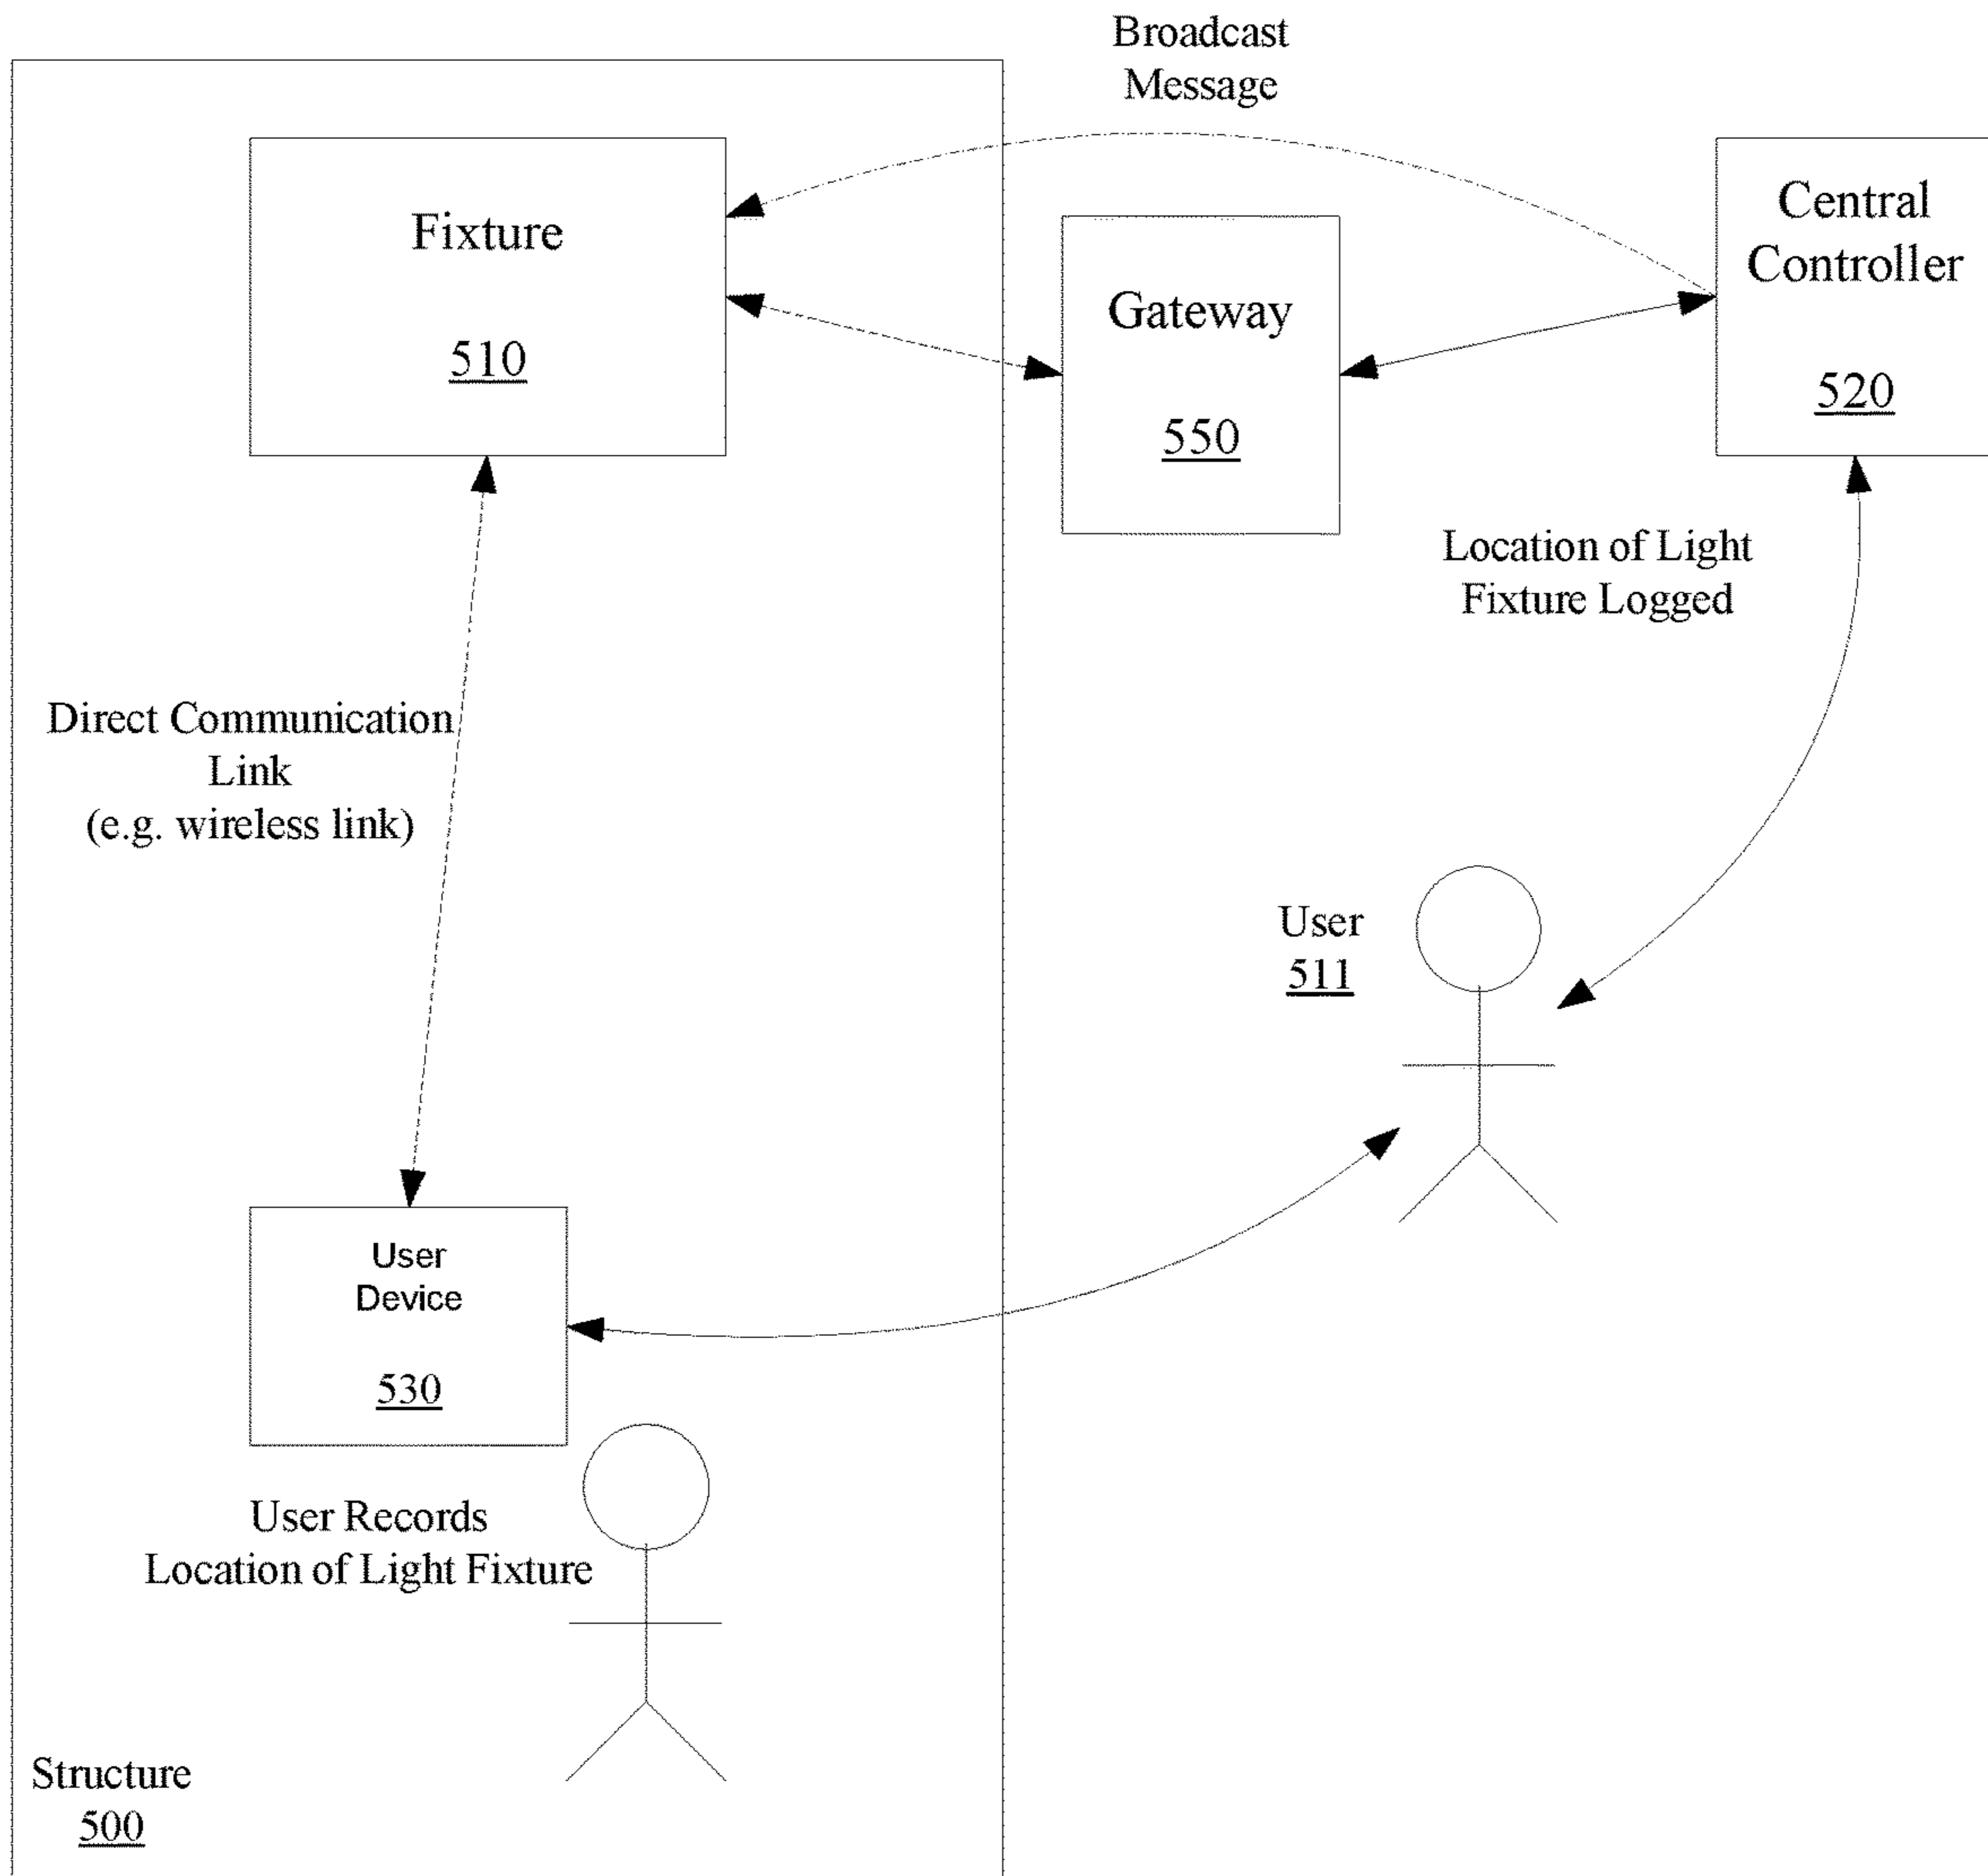 Broadcast
Message
Fixture
510
Gateway
550
Central
Controller
520
Location of Light
Fixture Logged
Direct Communication
Link
(e.g. wireless link)
User
511
User
Device
530
User Records
Location of Light Fixture
Structure
500